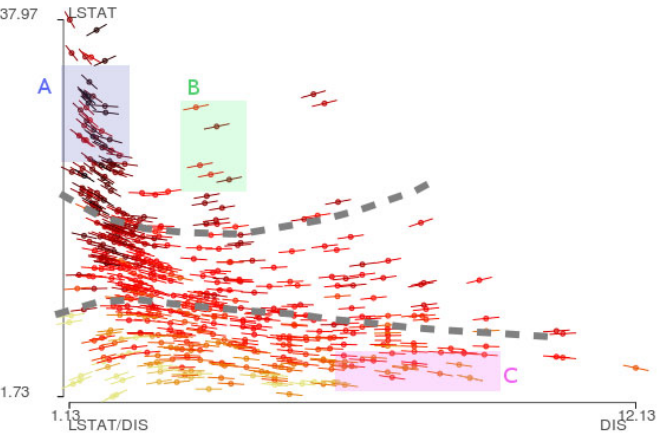 37.97 LSTAT
A
B
C
1.73
1.13 12.13
LSTAT/DIS DIS